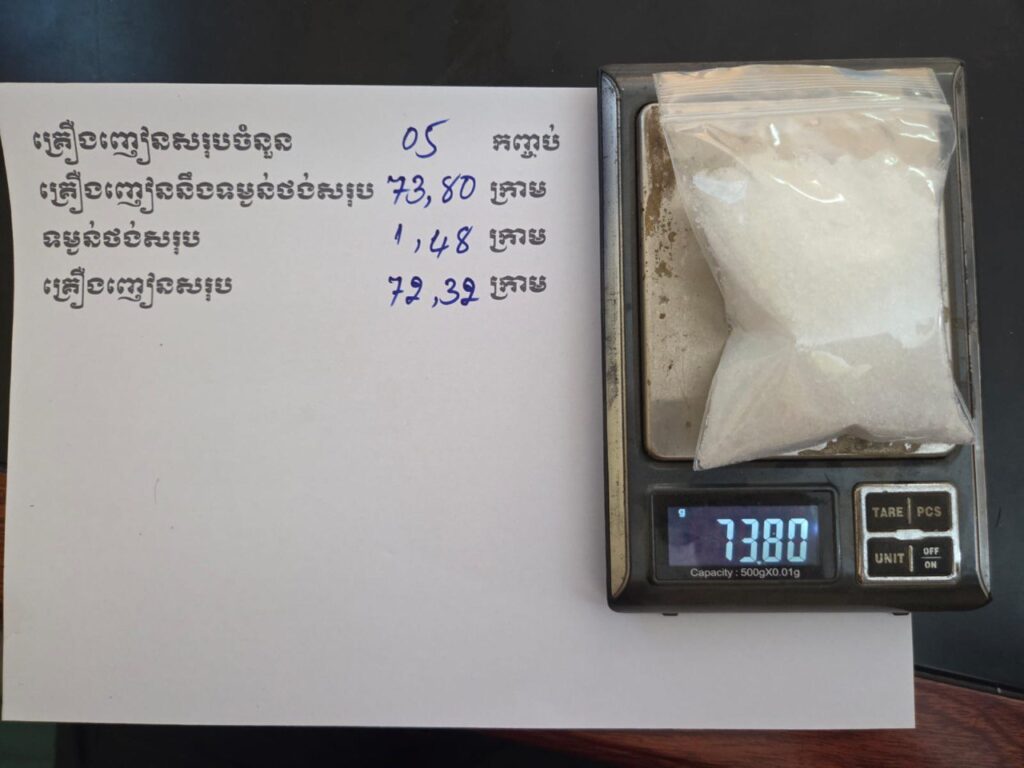 គ្រឿងញៀនសរុបចំនួន 05 កញ្ចប់
គ្រឿងញៀននឹងទម្ងន់ថង់សរុប 73,80 ក្រាម
ទម្ងន់ថង់សរុប 1,48 ក្រាម
គ្រឿងញៀនសរុប 72,32 ក្រាម
g 73.80
Capacity : 500gX0.01g
TARE PCS
UNIT OFF ON